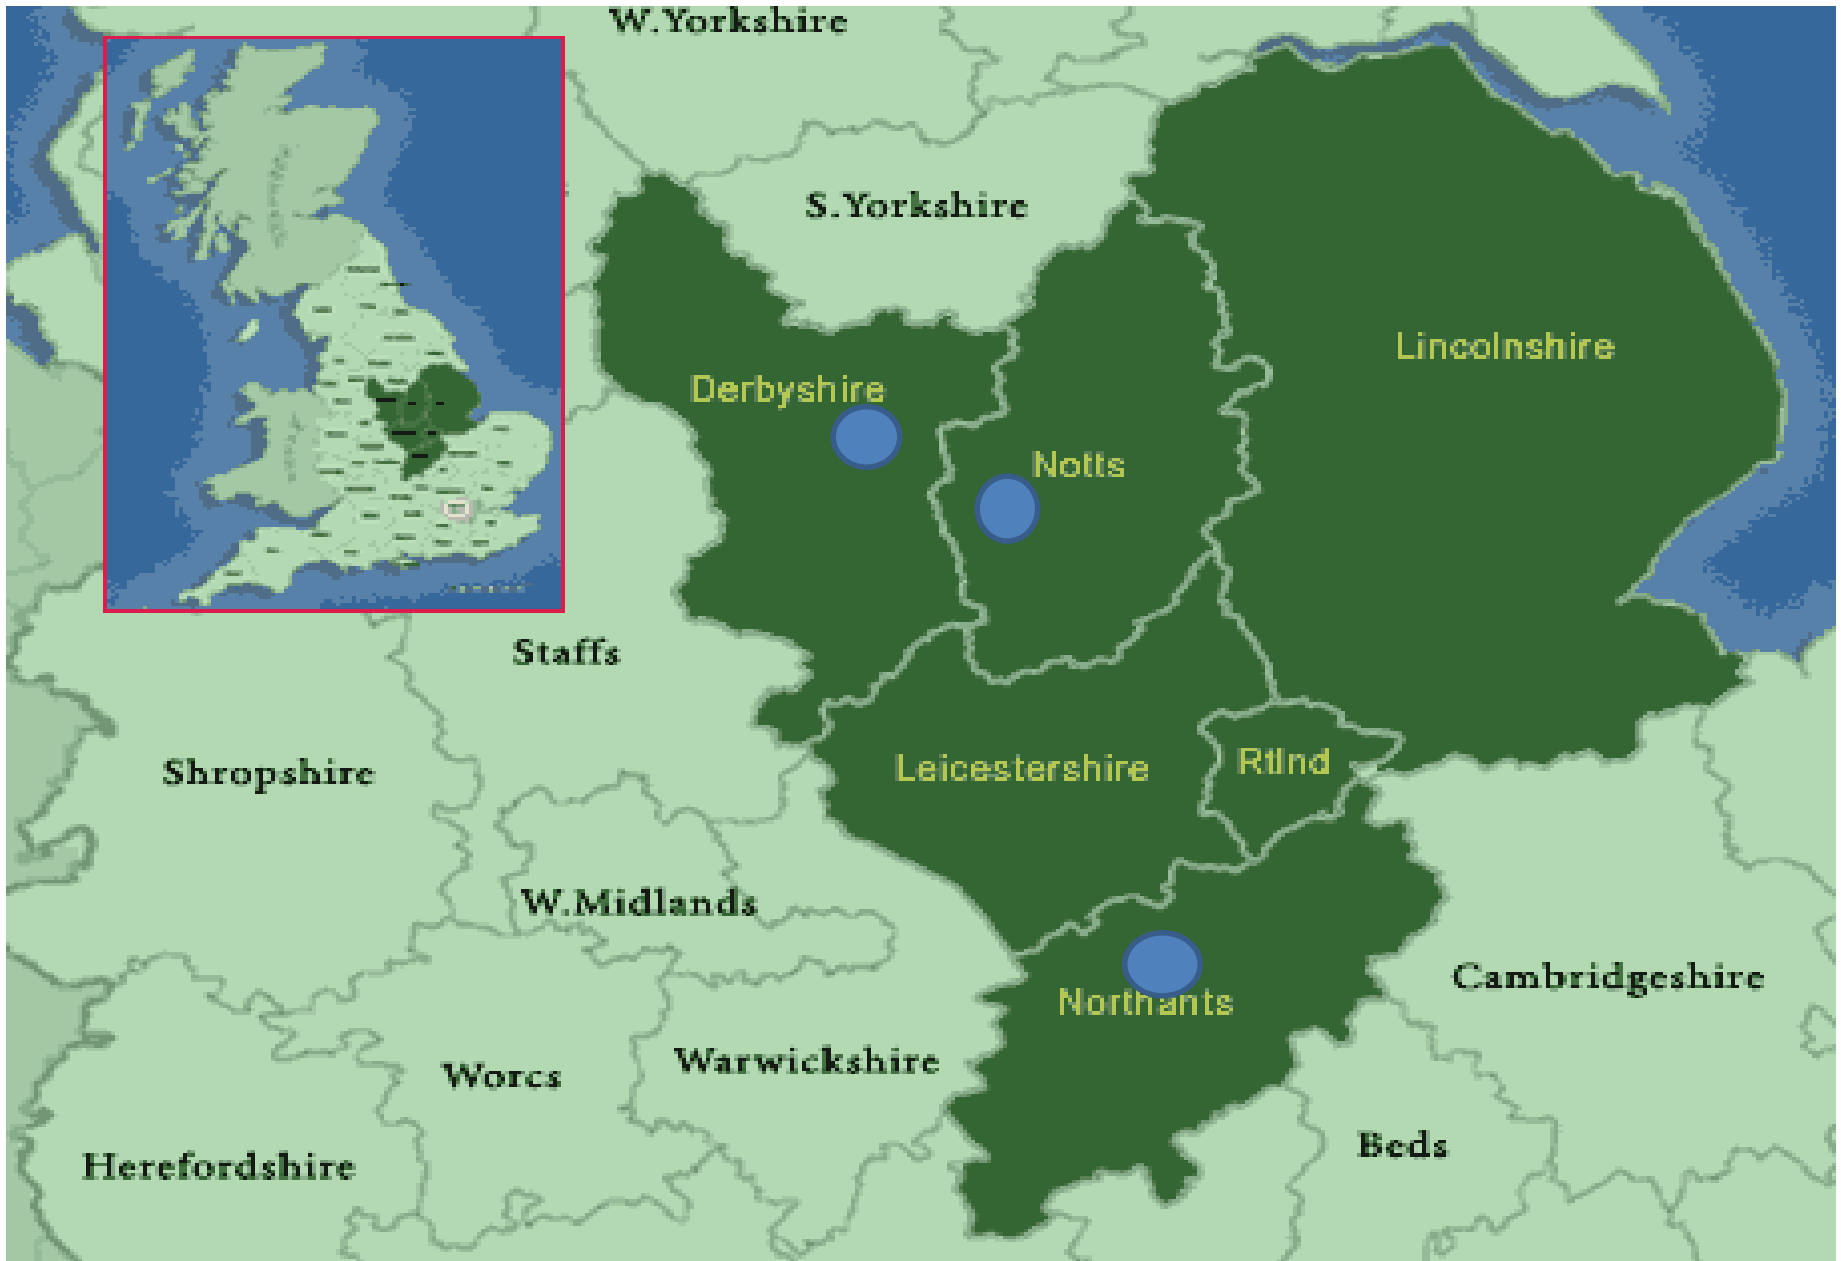 W.Yorkshire
S.Yorkshire
Lincolnshire
Derbyshire
Notts
Staffs
Shropshire
Leicestershire
Rtlnd
W.Midlands
Cambridgeshire
Northants
Worcs
Warwickshire
Beds
Herefordshire